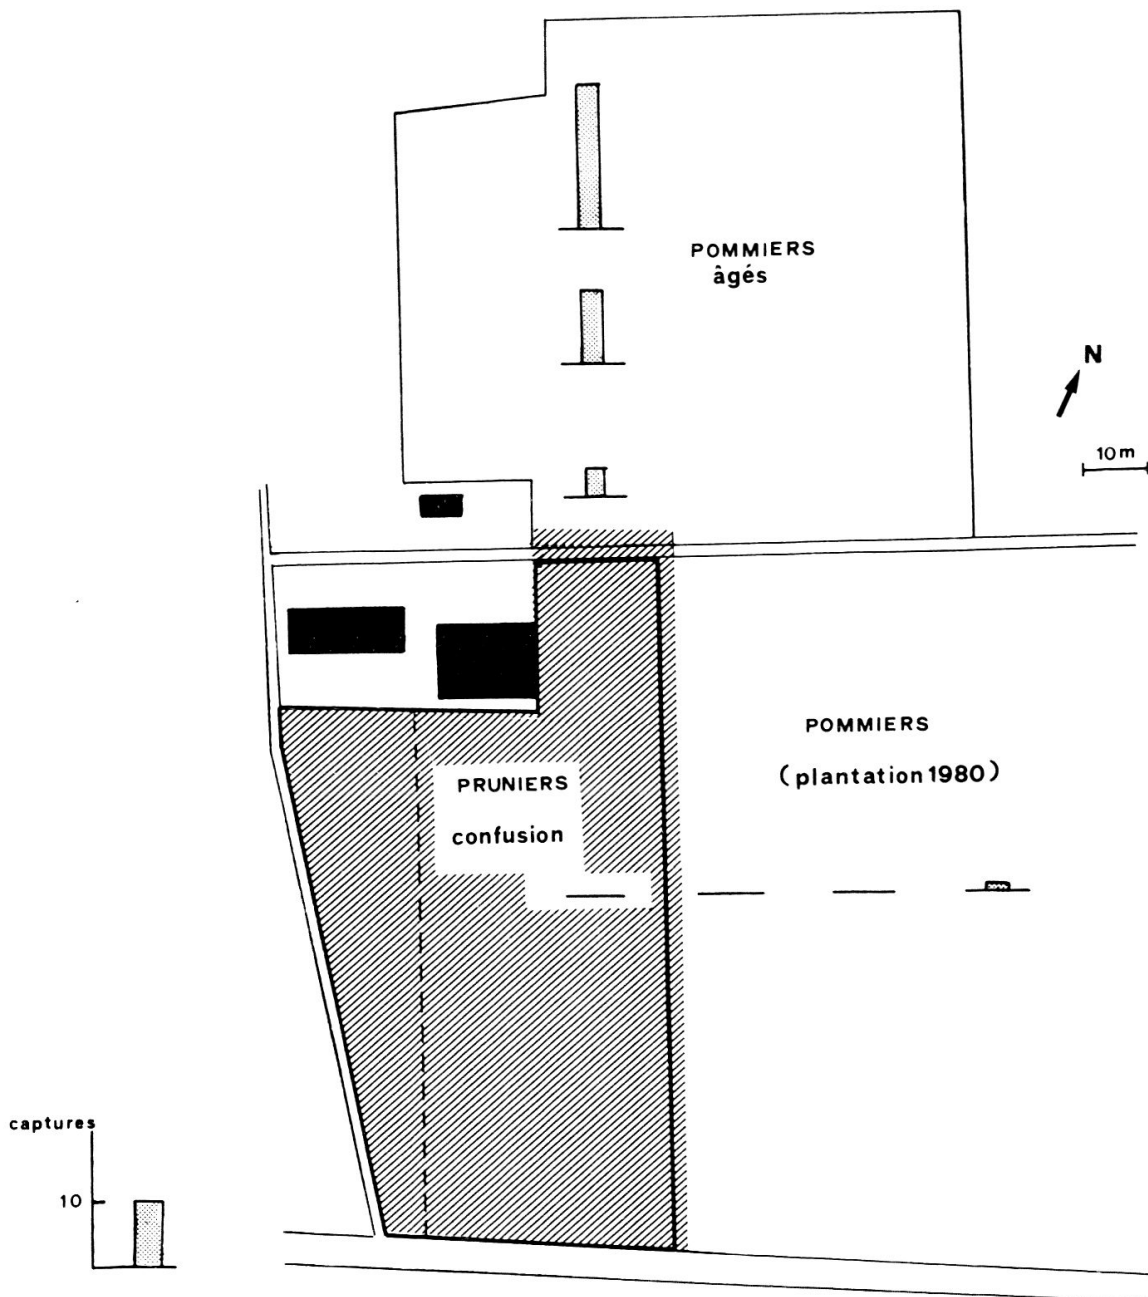 POMMIERS
âgés
N
10 m
POMMIERS
(plantation 1980)
PRUNIERS
confusion
captures
10